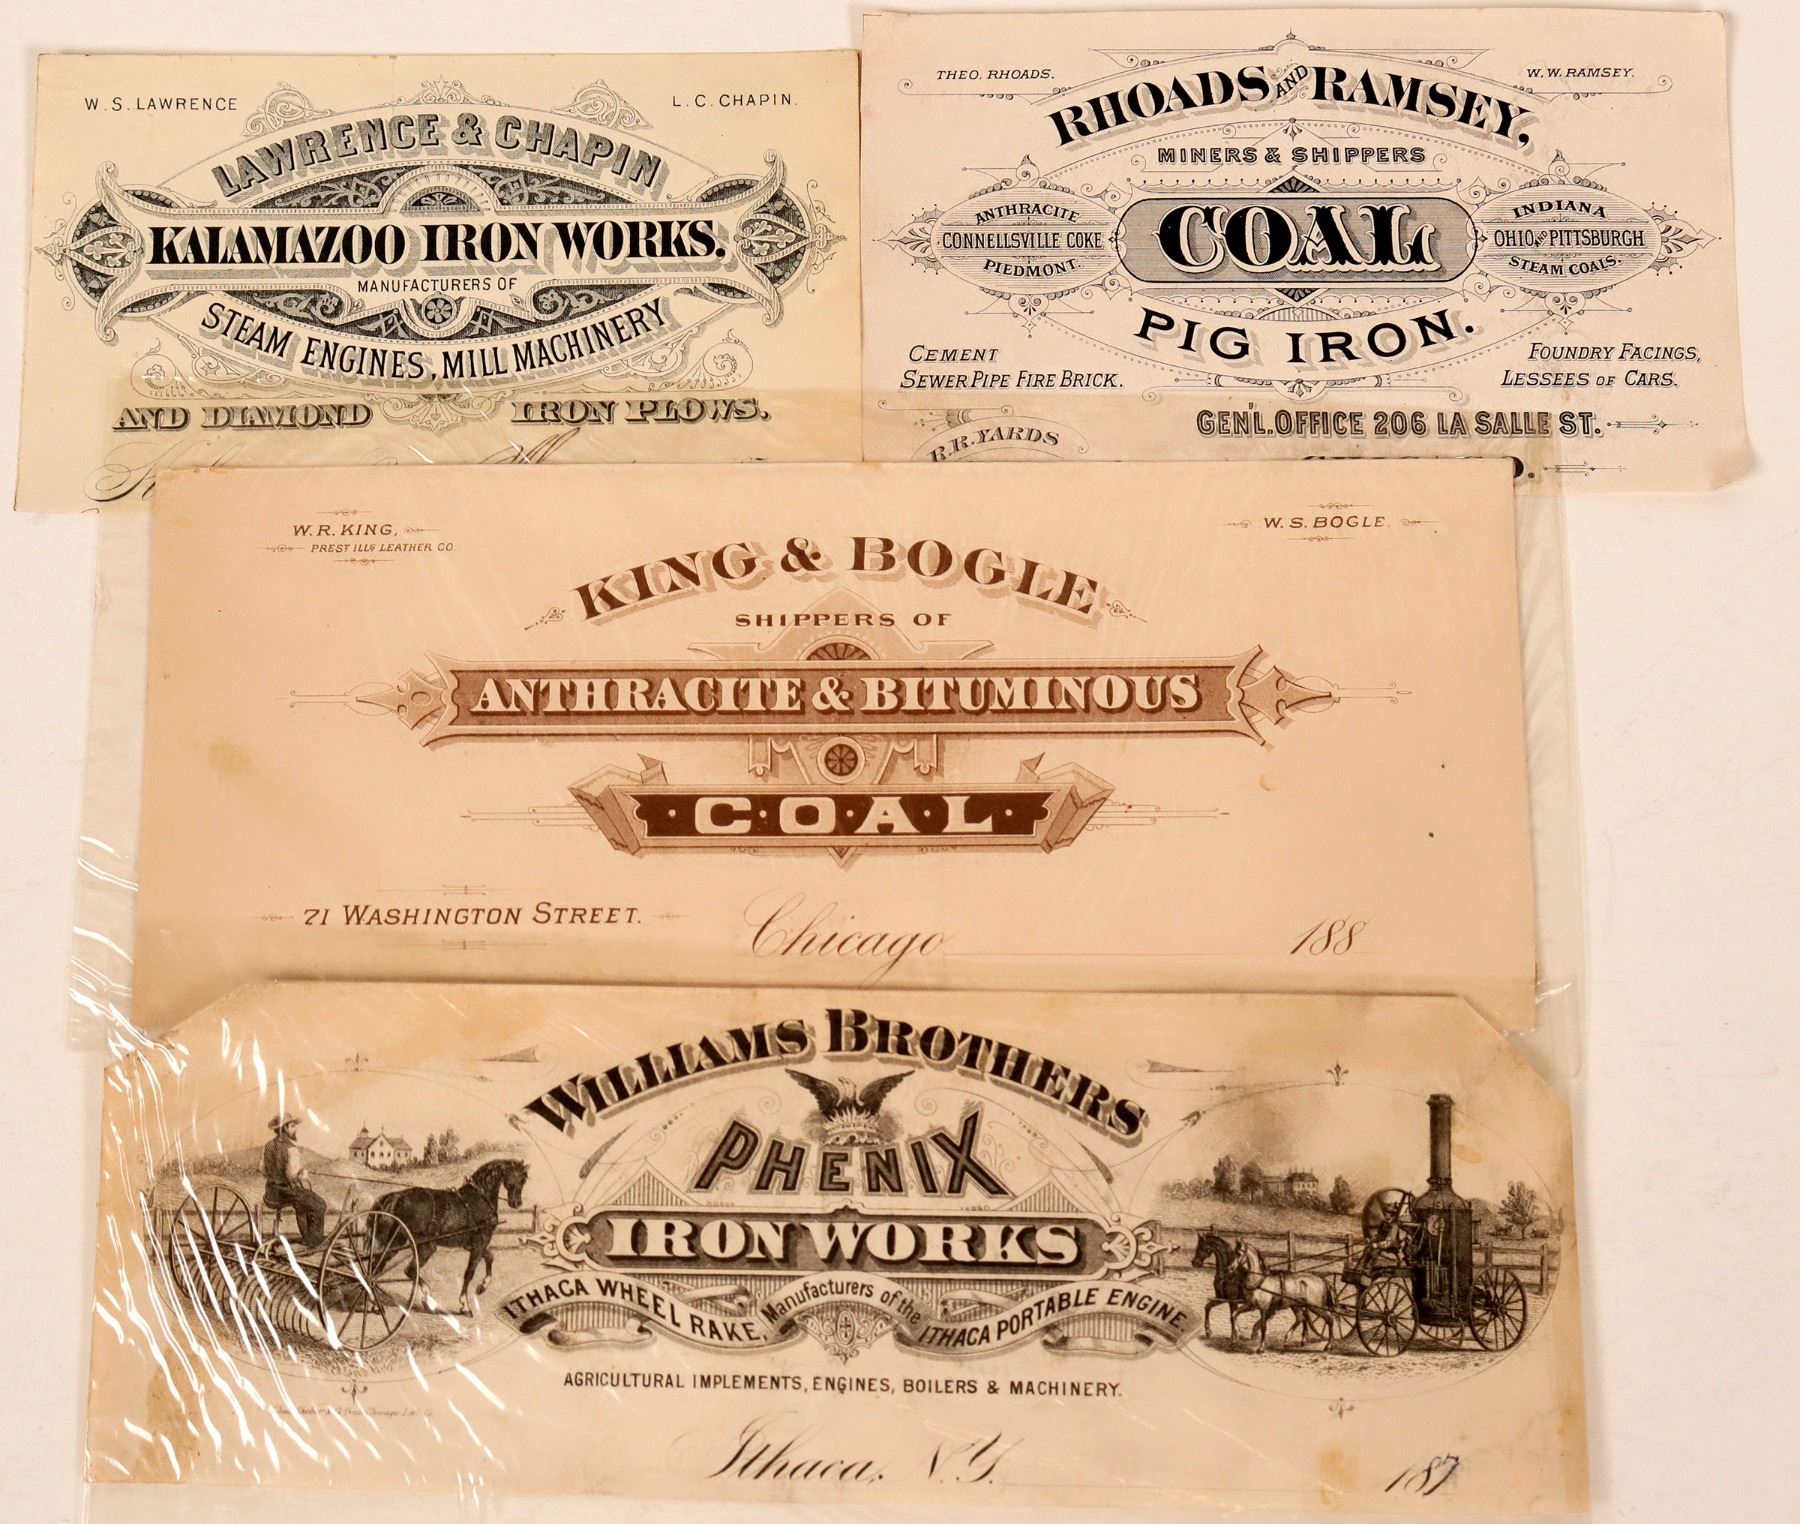 W.S. LAWRENCE
L.C. CHAPIN.
LAWRENCE & CHAPIN
KALAMAZOO IRON WORKS.
MANUFACTURERS OF
STEAM ENGINES, MILL MACHINERY
AND DIAMOND IRON PLOWS.
THEO. RHOADS.
W.W. RAMSEY.
RHOADS AND RAMSEY,
MINERS & SHIPPERS
COAL
ANTHRACITE
CONNELLSVILLE COKE
PIEDMONT.
INDIANA
OHIO AND PITTSBURGH
STEAM COALS.
PIG IRON.
CEMENT
SEWER PIPE FIRE BRICK.
FOUNDRY FACINGS,
LESSEES OF CARS.
GEN'L. OFFICE 206 LA SALLE ST.
R.R. YARDS
W.R. KING,
PREST ILLS LEATHER CO.
W.S. BOGLE.
KING & BOGLE
SHIPPERS OF
ANTHRACITE & BITUMINOUS
C·O·A·L
71 WASHINGTON STREET.
Chicago 188
WILLIAMS BROTHERS
PHENIX
IRON WORKS
ITHACA WHEEL RAKE,
Manufacturers of the
ITHACA PORTABLE ENGINE.
AGRICULTURAL IMPLEMENTS, ENGINES, BOILERS & MACHINERY.
Ithaca, N.Y. 187